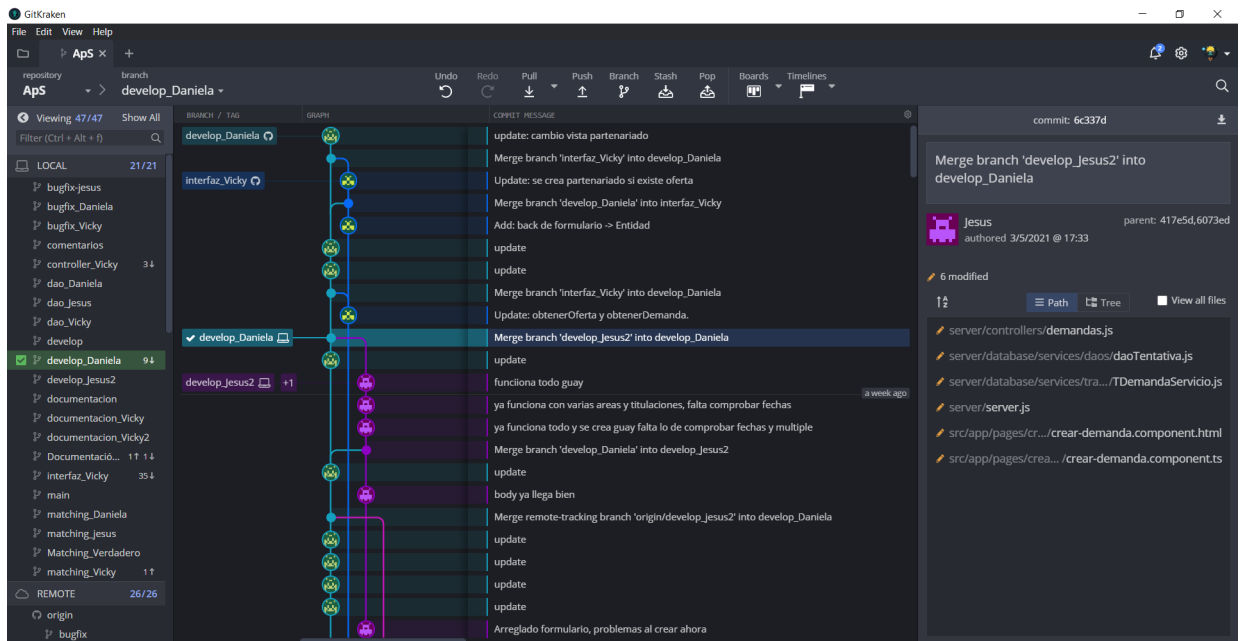 GitKraken
File Edit View Help
ApS
repository
ApS
branch
develop_Daniela
Undo
Redo
Pull
Push
Branch
Stash
Pop
Boards
Timelines
2
Viewing 47/47 Show All
Filter (Ctrl + Alt + f)
LOCAL 21/21
bugfix-jesus
bugfix_Daniela
bugfix_Vicky
comentarios
controller_Vicky 3↓
dao_Daniela
dao_Jesus
dao_Vicky
develop
develop_Daniela 9↓
develop_Jesus2
documentacion
documentacion_Vicky
documentacion_Vicky2
Documentació... 1↑ 1↓
interfaz_Vicky 35↓
main
matching_Daniela
matching_jesus
Matching_Verdadero
matching_Vicky 1↑
REMOTE 26/26
origin
bugfix
BRANCH / TAG GRAPH COMMIT MESSAGE
develop_Daniela update: cambio vista partenariado
Merge branch 'interfaz_Vicky' into develop_Daniela
interfaz_Vicky Update: se crea partenariado si existe oferta
Merge branch 'develop_Daniela' into interfaz_Vicky
Add: back de formulario -> Entidad
update
update
Merge branch 'interfaz_Vicky' into develop_Daniela
Update: obtenerOferta y obtenerDemanda.
develop_Daniela Merge branch 'develop_Jesus2' into develop_Daniela
update
develop_Jesus2 +1 funciiona todo guay
a week ago
ya funciona con varias areas y titulaciones, falta comprobar fechas
ya funciona todo y se crea guay falta lo de comprobar fechas y multiple
Merge branch 'develop_Daniela' into develop_Jesus2
update
body ya llega bien
Merge remote-tracking branch 'origin/develop_jesus2' into develop_Daniela
update
update
update
update
Arreglado formulario, problemas al crear ahora
commit: 6c337d
Merge branch 'develop_Jesus2' into
develop_Daniela
Jesus
authored 3/5/2021 @ 17:33
parent: 417e5d,6073ed
6 modified
Path Tree View all files
server/controllers/demandas.js
server/database/services/daos/daoTentativa.js
server/database/services/tra.../TDemandaServicio.js
server/server.js
src/app/pages/cr.../crear-demanda.component.html
src/app/pages/crea... /crear-demanda.component.ts